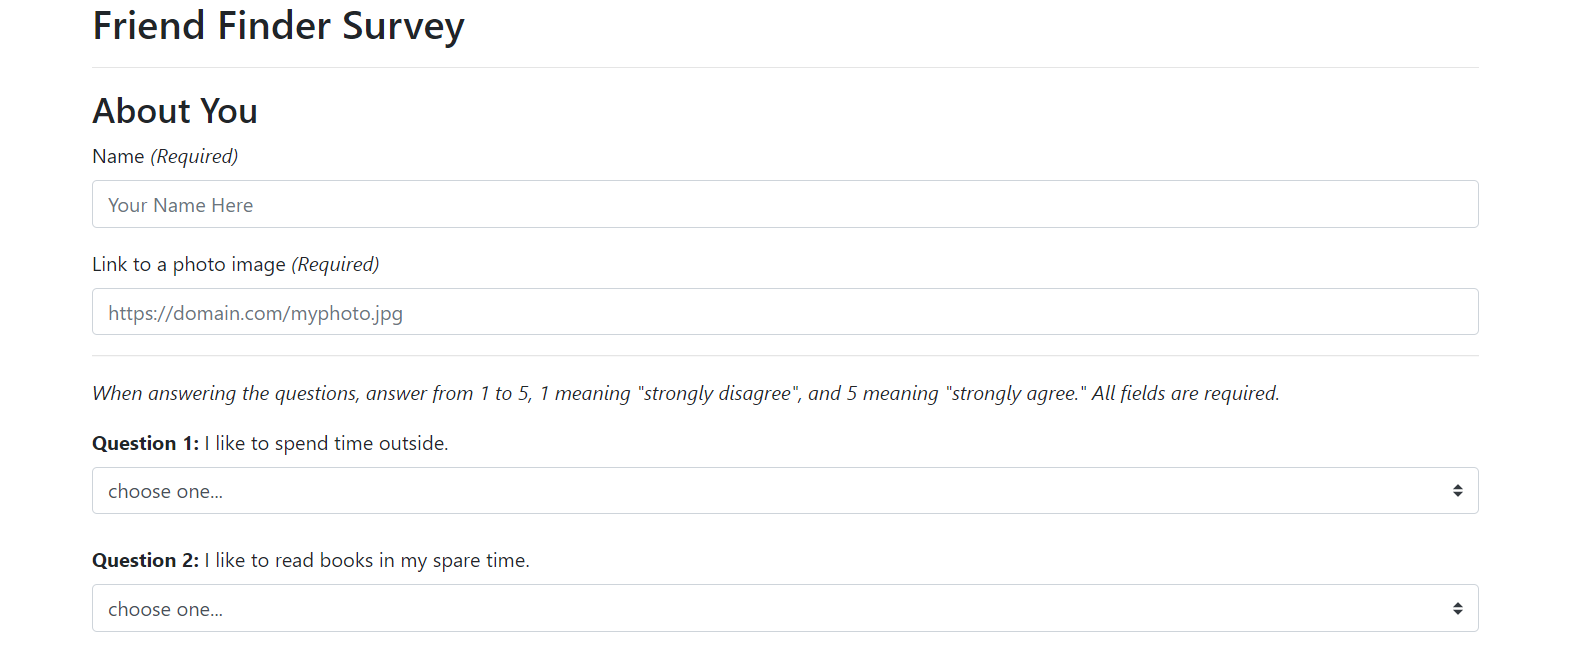 Friend Finder Survey
About You
Name (Required)
Your Name Here
Link to a photo image (Required)
https://domain.com/myphoto.jpg
When answering the questions, answer from 1 to 5, 1 meaning "strongly disagree", and 5 meaning "strongly agree." All fields are required.
Question 1: I like to spend time outside.
choose one...
Question 2: I like to read books in my spare time.
choose one...